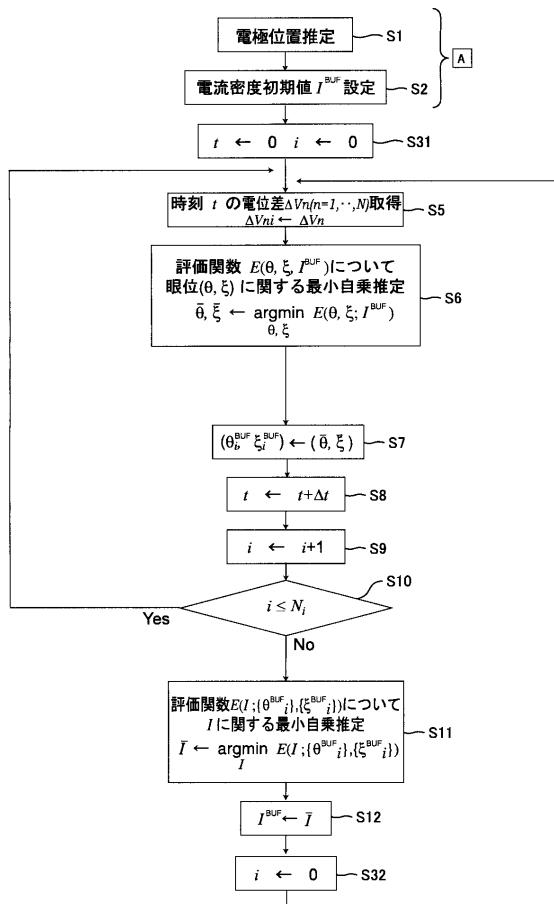 電極位置推定
S1
A
電流密度初期値 I^BUF 設定
S2
t ← 0 i ← 0
S31
時刻 t の電位差ΔVn(n=1,··,N)取得
ΔVni ← ΔVn
S5
評価関数 E(θ, ξ, I^BUF)について
眼位(θ, ξ) に関する最小自乗推定
θ̄, ξ̄ ← argmin E(θ, ξ; I^BUF)
θ, ξ
S6
(θ_i^BUF, ξ_i^BUF) ← (θ̄, ξ̄)
S7
t ← t+Δt
S8
i ← i+1
S9
S10
i ≤ N_i
Yes
No
評価関数E(I ;{θ^BUF_i},{ξ^BUF_i})について
I に関する最小自乗推定
Ī ← argmin E(I ;{θ^BUF_i},{ξ^BUF_i})
I
S11
I^BUF ← Ī
S12
i ← 0
S32